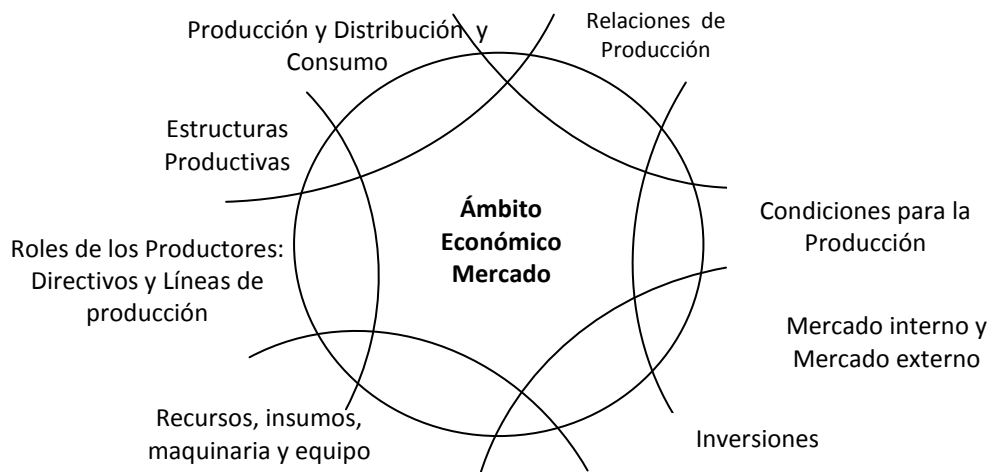 Producción y Distribución y
Consumo
Relaciones de
Producción
Estructuras
Productivas
Ámbito
Económico
Mercado
Condiciones para la
Producción
Roles de los Productores:
Directivos y Líneas de
producción
Mercado interno y
Mercado externo
Recursos, insumos,
maquinaria y equipo
Inversiones